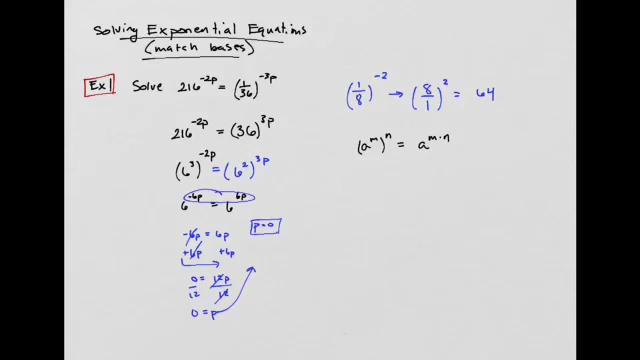 Solving Exponential Equations
(match bases)
Ex1 Solve 216^{-2p} = (1/36)^{-3p}
216^{-2p} = (36)^{3p}
(6^3)^{-2p} = (6^2)^{3p}
6^{-6p} = 6^{6p}
-6p = 6p
+6p +6p
0/12 = 12p/12
0 = p
p=0
(1/8)^{-2} → (8/1)^2 = 64
(a^m)^n = a^{m·n}